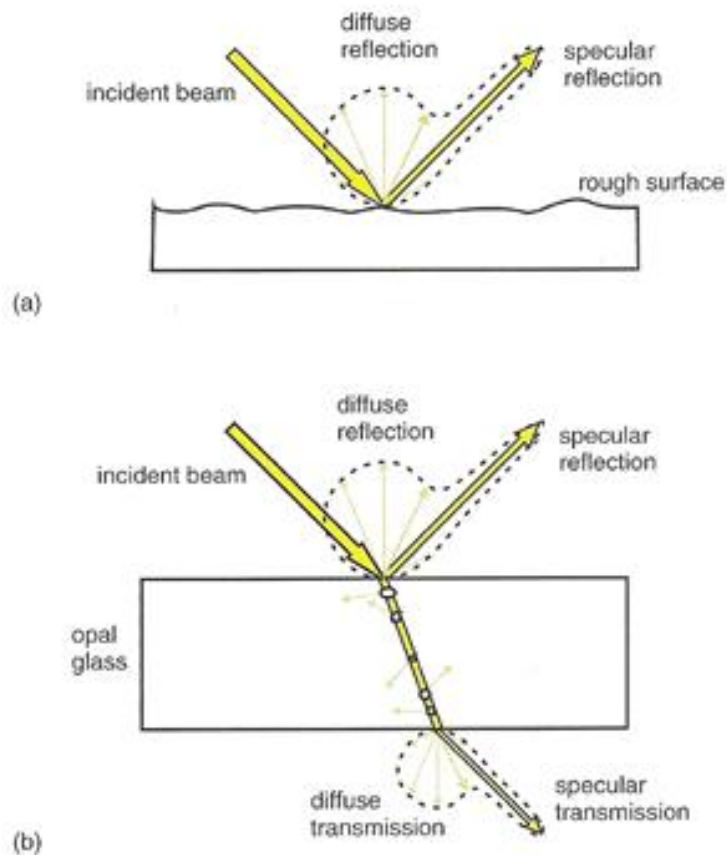 diffuse
reflection
specular
reflection
incident beam
rough surface
(a)
diffuse
reflection
specular
reflection
incident beam
opal
glass
diffuse
transmission
specular
transmission
(b)